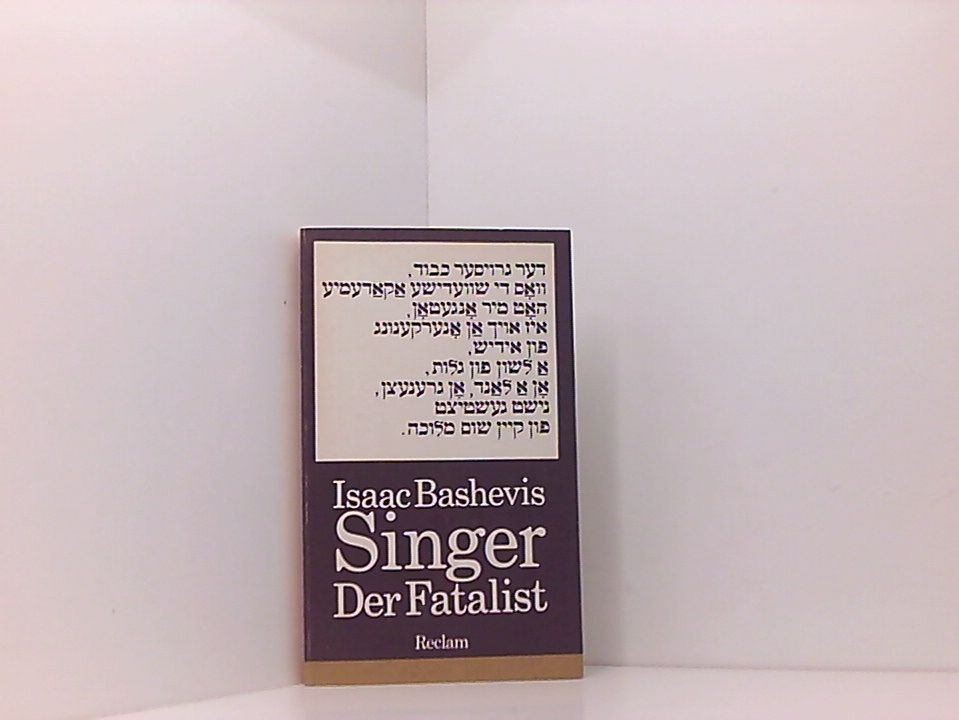 דער גרויסער כבוד,
וואָס די שוועדישע אַקאַדעמיע
האָט מיר אָנגעטאָן,
איז אויך אַן אָנערקענונג
פון אידיש,
אַ לשון פון גלות,
אָן אַ לאַנד, אָן גרענעצן,
נישט געשטיצט
פון קיין שום מלוכה.
Isaac Bashevis
Singer
Der Fatalist
Reclam